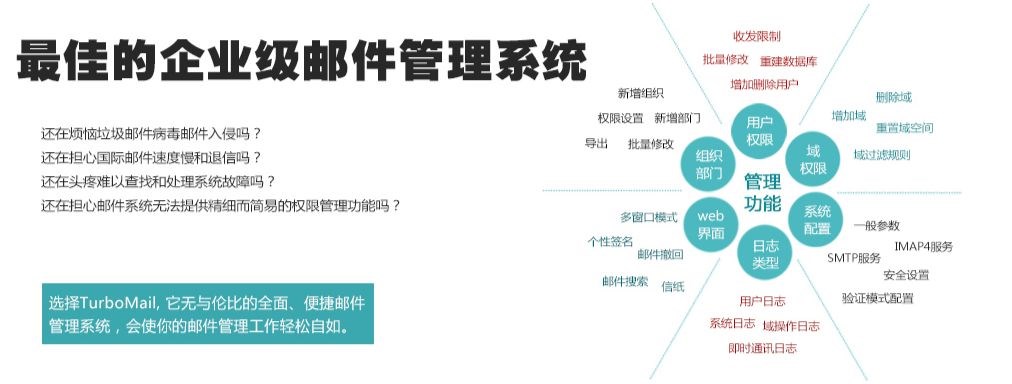 最佳的企业级邮件管理系统
还在烦恼垃圾邮件病毒邮件入侵吗？
还在担心国际邮件速度慢和退信吗？
还在头疼难以查找和处理系统故障吗？
还在担心邮件系统无法提供精细而简易的权限管理功能吗？
选择TurboMail, 它无与伦比的全面、便捷邮件
管理系统，会使你的邮件管理工作轻松自如。
收发限制
批量修改 重建数据库
增加删除用户
用户
权限
新增组织
权限设置 新增部门
导出 批量修改
组织
部门
删除域
增加域
重置域空间
域过滤规则
域
权限
管理
功能
web
界面
多窗口模式
个性签名
邮件撤回
邮件搜索
信纸
系统
配置
一般参数
IMAP4服务
SMTP服务
安全设置
验证模式配置
日志
类型
用户日志
系统日志 域操作日志
即时通讯日志